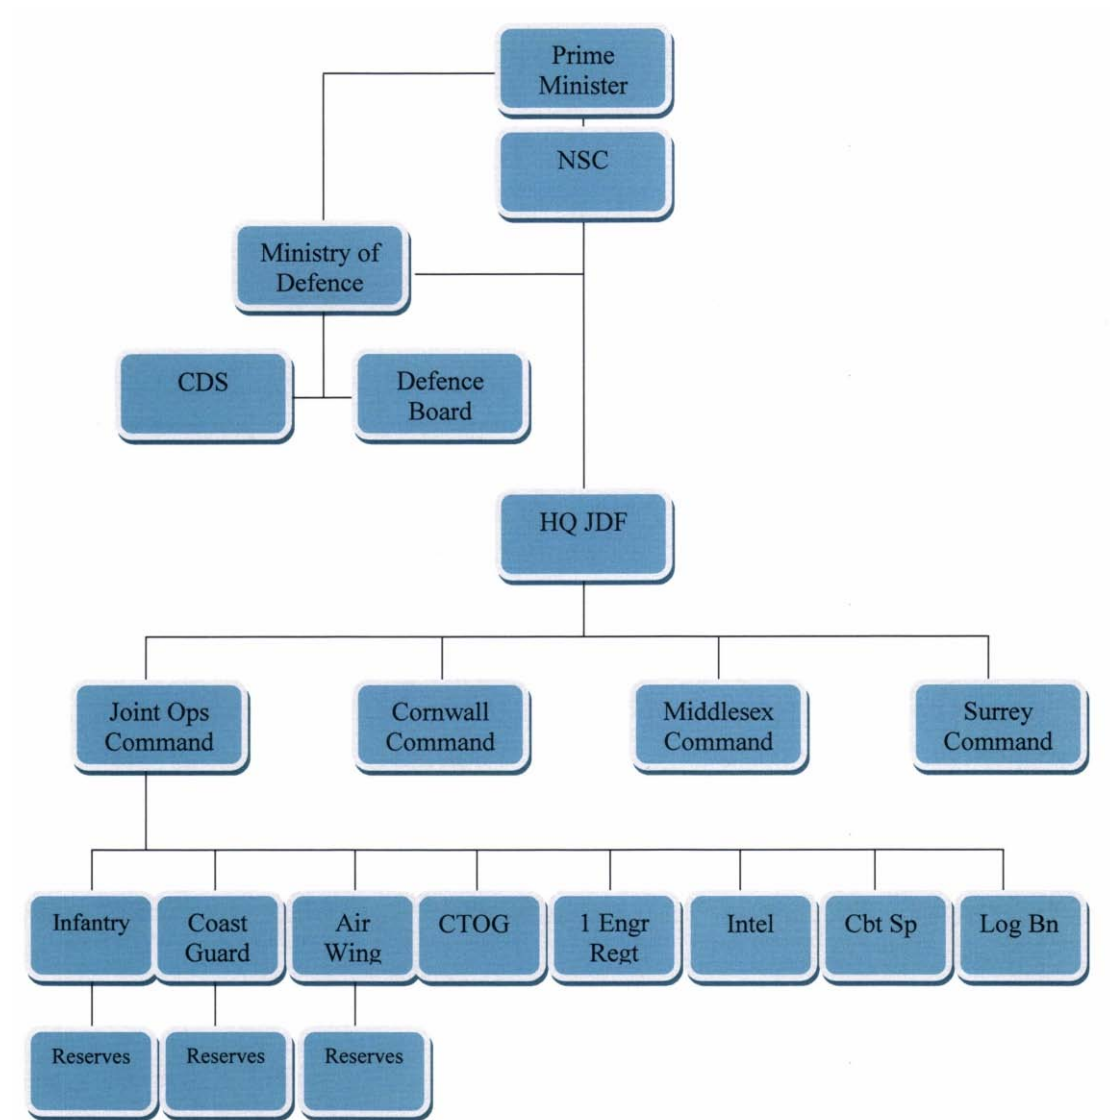 Prime
Minister
NSC
Ministry of
Defence
CDS
Defence
Board
HQ JDF
Joint Ops
Command
Cornwall
Command
Middlesex
Command
Surrey
Command
Infantry
Coast
Guard
Air
Wing
CTOG
1 Engr
Regt
Intel
Cbt Sp
Log Bn
Reserves
Reserves
Reserves